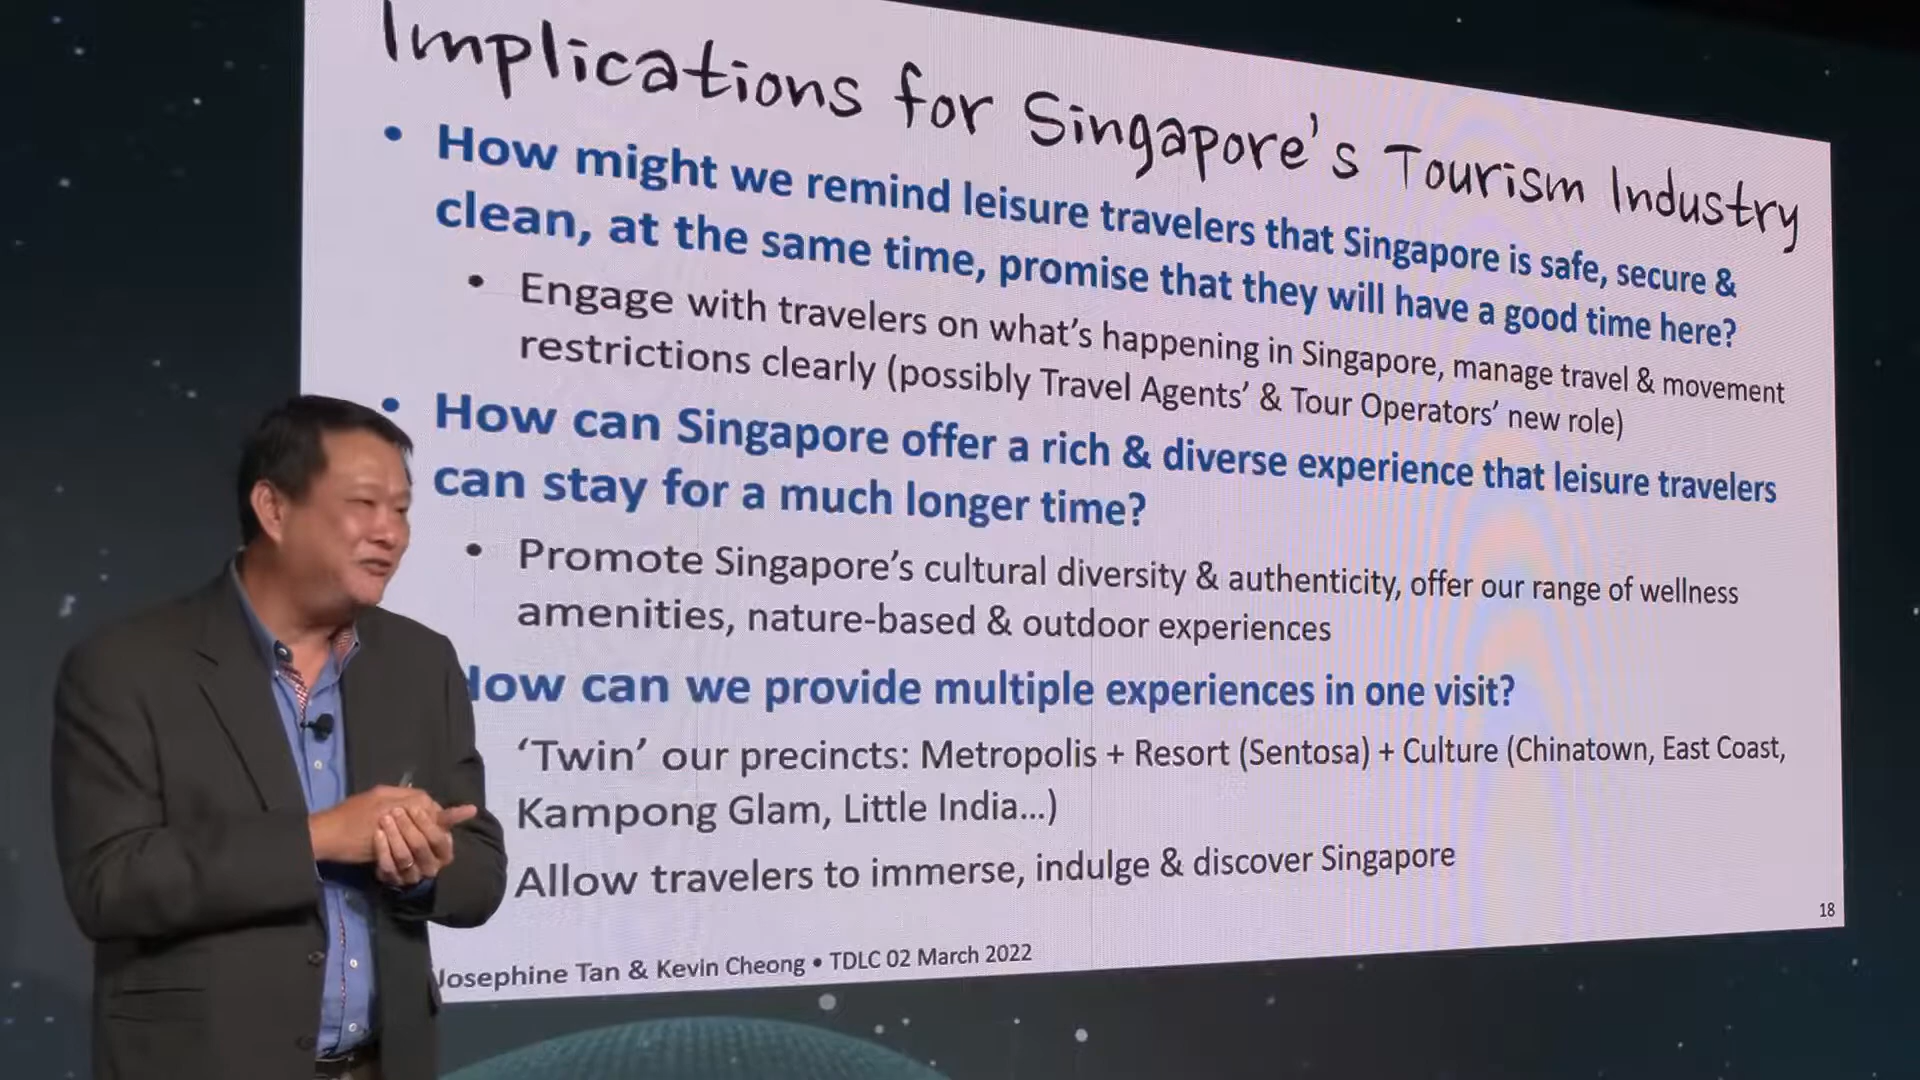 Implications for Singapore's Tourism Industry
• How might we remind leisure travelers that Singapore is safe, secure &
clean, at the same time, promise that they will have a good time here?
• Engage with travelers on what's happening in Singapore, manage travel & movement
restrictions clearly (possibly Travel Agents' & Tour Operators' new role)
• How can Singapore offer a rich & diverse experience that leisure travelers
can stay for a much longer time?
• Promote Singapore's cultural diversity & authenticity, offer our range of wellness
amenities, nature-based & outdoor experiences
How can we provide multiple experiences in one visit?
'Twin' our precincts: Metropolis + Resort (Sentosa) + Culture (Chinatown, East Coast,
Kampong Glam, Little India...)
Allow travelers to immerse, indulge & discover Singapore
18
Josephine Tan & Kevin Cheong • TDLC 02 March 2022